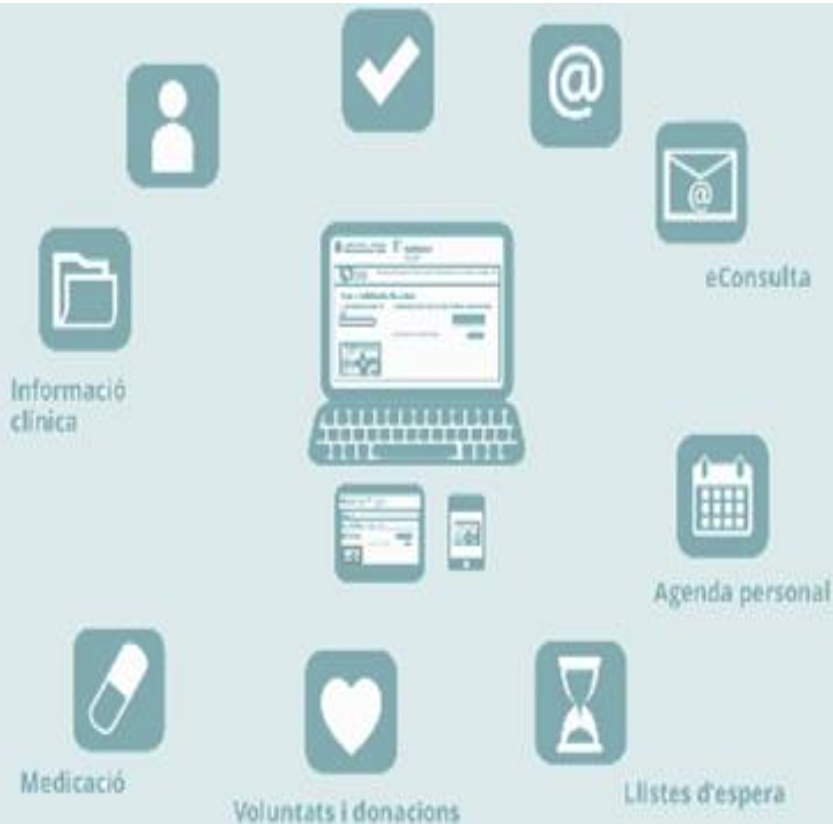 @
@
eConsulta
Informació
clínica
Agenda personal
Medicació
Voluntats i donacions
Llistes d'espera